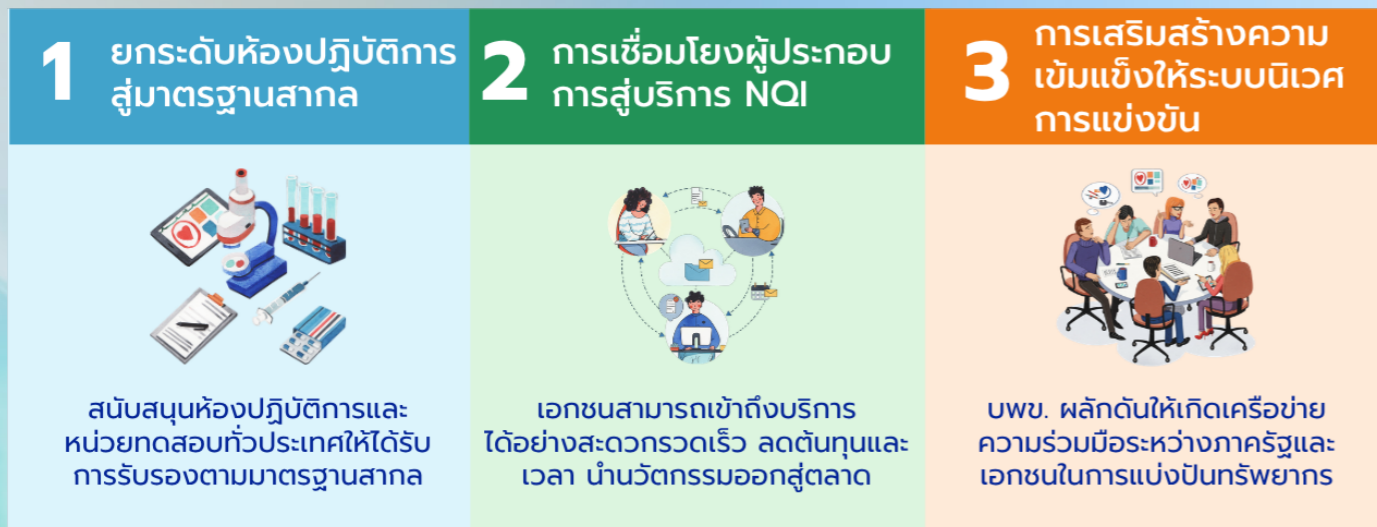 1
ยกระดับห้องปฏิบัติการ
สู่มาตรฐานสากล
สนับสนุนห้องปฏิบัติการและ
หน่วยทดสอบทั่วประเทศให้ได้รับ
การรับรองตามมาตรฐานสากล
2
การเชื่อมโยงผู้ประกอบ
การสู่บริการ NQI
เอกชนสามารถเข้าถึงบริการ
ได้อย่างสะดวกรวดเร็ว ลดต้นทุนและ
เวลา นำนวัตกรรมออกสู่ตลาด
3
การเสริมสร้างความ
เข้มแข็งให้ระบบนิเวศ
การแข่งขัน
บพข. ผลักดันให้เกิดเครือข่าย
ความร่วมมือระหว่างภาครัฐและ
เอกชนในการแบ่งปันทรัพยากร